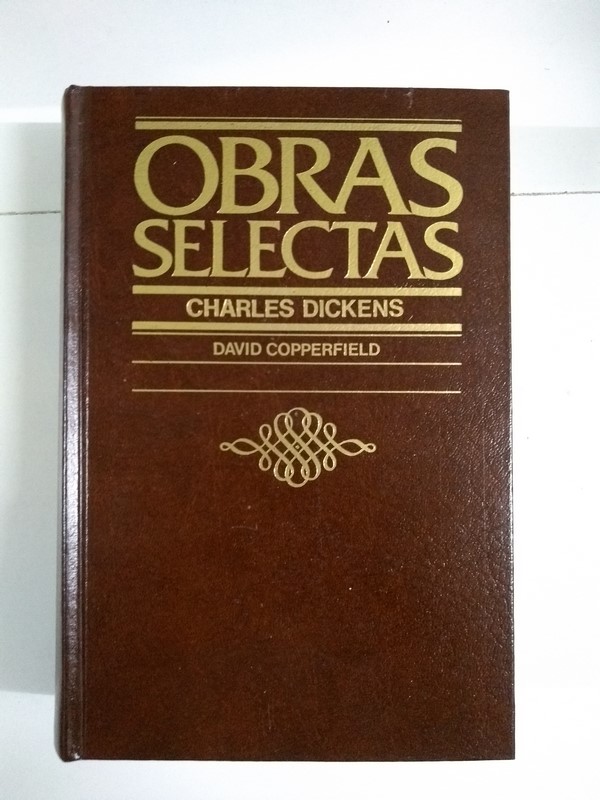 OBRAS
SELECTAS
CHARLES DICKENS
DAVID COPPERFIELD